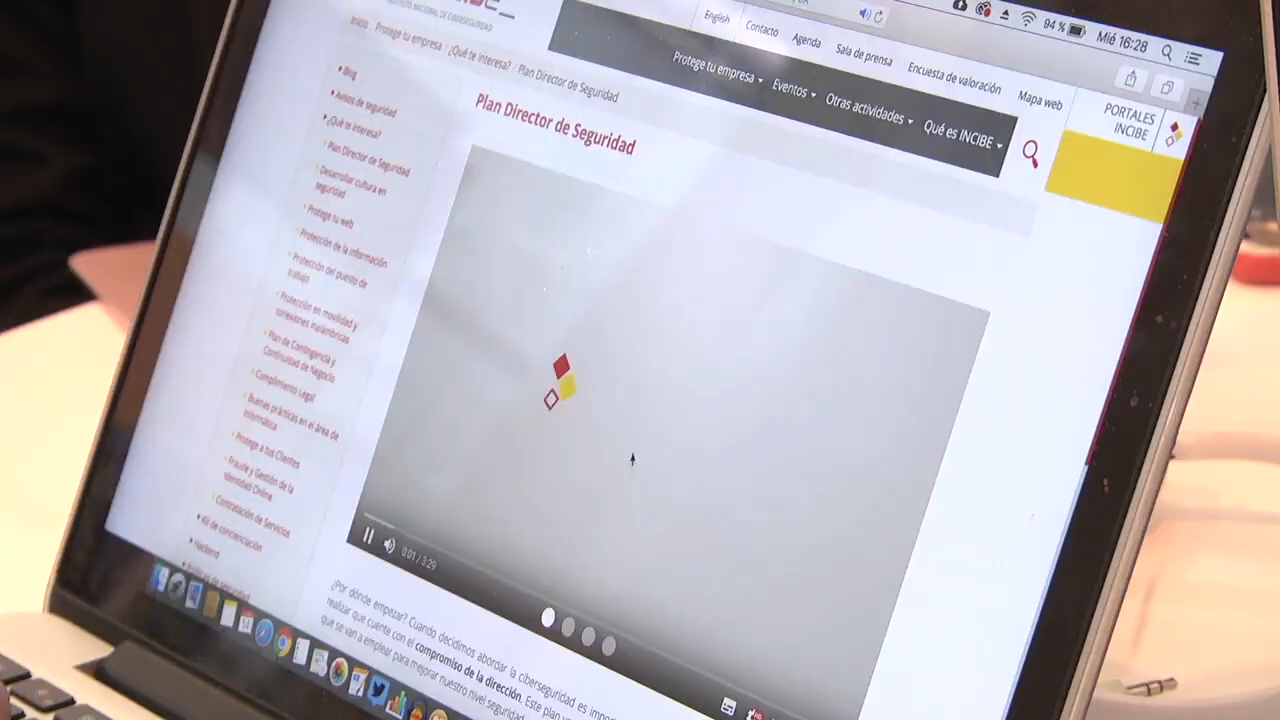 INSTITUTO NACIONAL DE CIBERSEGURIDAD
94 %
Mié 16:28
English
Contacto
Agenda
Sala de prensa
Encuesta de valoración
Mapa web
PORTALES
INCIBE
Protege tu empresa
Eventos
Otras actividades
Qué es INCIBE
Inicio / Protege tu empresa / ¿Qué te interesa? / Plan Director de Seguridad
Blog
Avisos de seguridad
¿Qué te interesa?
Plan Director de Seguridad
Desarrollar cultura en
seguridad
Protege tu web
Protección de la información
Protección del puesto de
trabajo
Protección en movilidad y
conexiones inalámbricas
Plan de Contingencia y
Continuidad de Negocio
Cumplimiento Legal
Buenas prácticas en el área de
informática
Protege a tus Clientes
Fraude y Gestión de la
Identidad Online
Contratación de Servicios
Kit de concienciación
Hackend
Plan Director de Seguridad
0:01 / 3:29
¿Por dónde empezar? Cuando decidimos abordar la ciberseguridad es
realizar que cuente con el compromiso de la dirección. Este plan
que se van a emplear para mejorar nuestro nivel seguridad